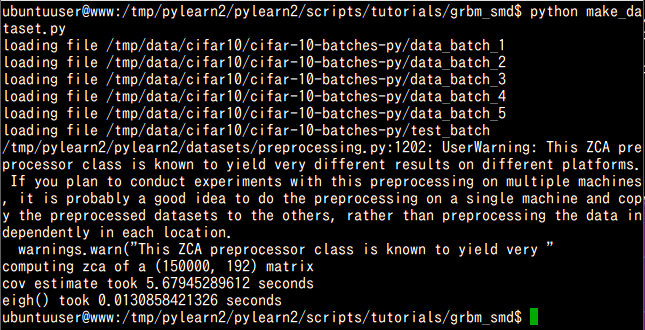 ubuntuuser@www:/tmp/pylearn2/pylearn2/scripts/tutorials/grbm_smd$ python make_da
taset.py
loading file /tmp/data/cifar10/cifar-10-batches-py/data_batch_1
loading file /tmp/data/cifar10/cifar-10-batches-py/data_batch_2
loading file /tmp/data/cifar10/cifar-10-batches-py/data_batch_3
loading file /tmp/data/cifar10/cifar-10-batches-py/data_batch_4
loading file /tmp/data/cifar10/cifar-10-batches-py/data_batch_5
loading file /tmp/data/cifar10/cifar-10-batches-py/test_batch
/tmp/pylearn2/pylearn2/datasets/preprocessing.py:1202: UserWarning: This ZCA pre
processor class is known to yield very different results on different platforms.
 If you plan to conduct experiments with this preprocessing on multiple machines
, it is probably a good idea to do the preprocessing on a single machine and cop
y the preprocessed datasets to the others, rather than preprocessing the data in
dependently in each location.
  warnings.warn("This ZCA preprocessor class is known to yield very "
computing zca of a (150000, 192) matrix
cov estimate took 5.67945289612 seconds
eigh() took 0.0130858421326 seconds
ubuntuuser@www:/tmp/pylearn2/pylearn2/scripts/tutorials/grbm_smd$